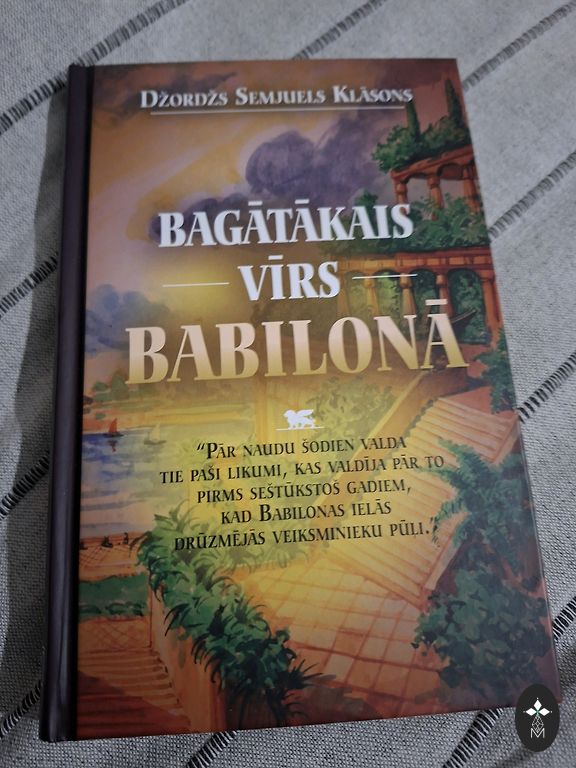 Džordžs Semjuels Klāsons
BAGĀTĀKAIS
VĪRS
BABILONĀ
“Pār naudu šodien valda
tie paši likumi, kas valdīja pār to
pirms seštūkstoš gadiem,
kad Babilonas ielās
drūzmējās veiksminieku pūļi.”
M